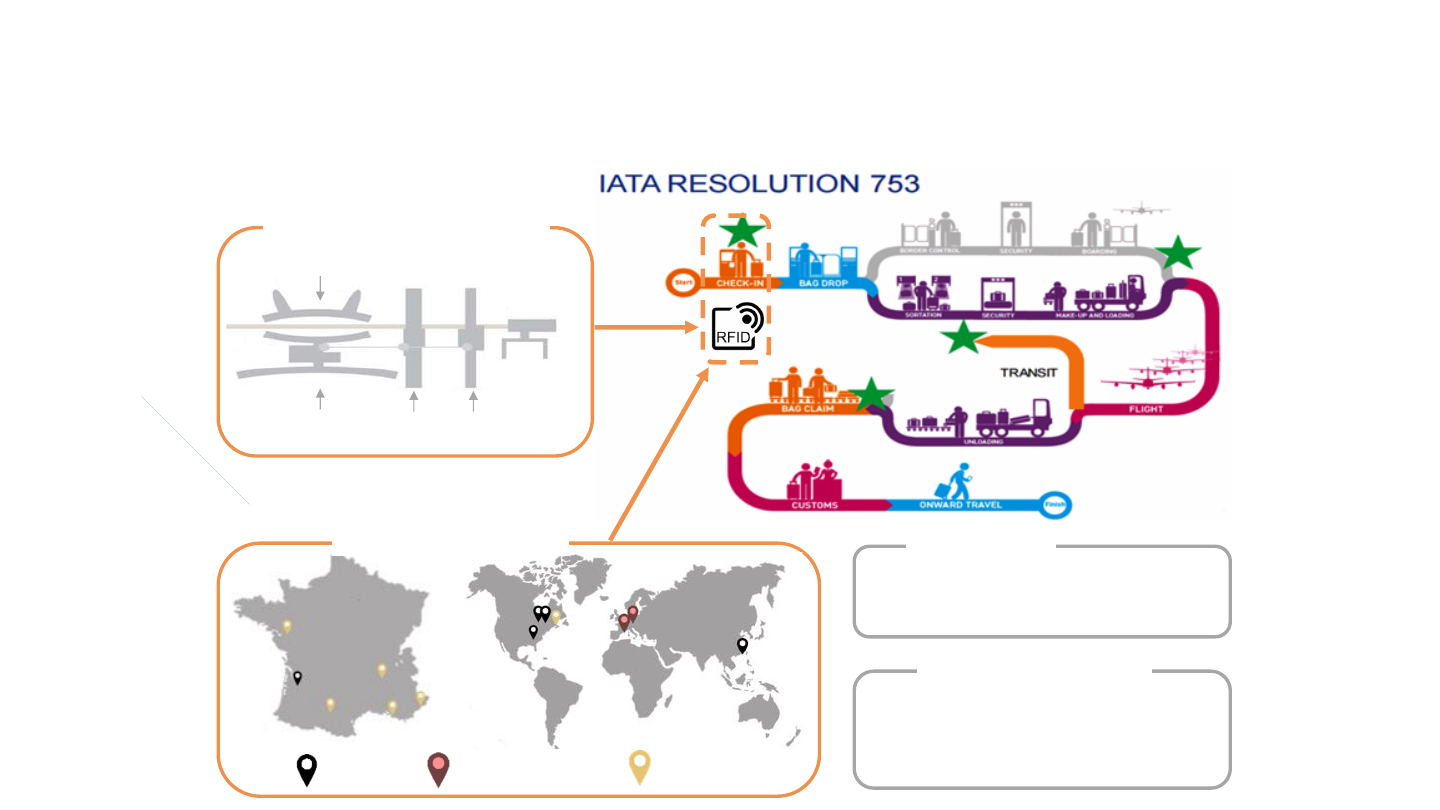 IATA RESOLUTION 753
BORDER CONTROL
SECURITY
BOARDING
Start
CHECK-IN
BAG DROP
SORTATION
SECURITY
MAKE-UP AND LOADING
RFID
TRANSIT
BAG CLAIM
FLIGHT
UNLOADING
CUSTOMS
ONWARD TRAVEL
Finish